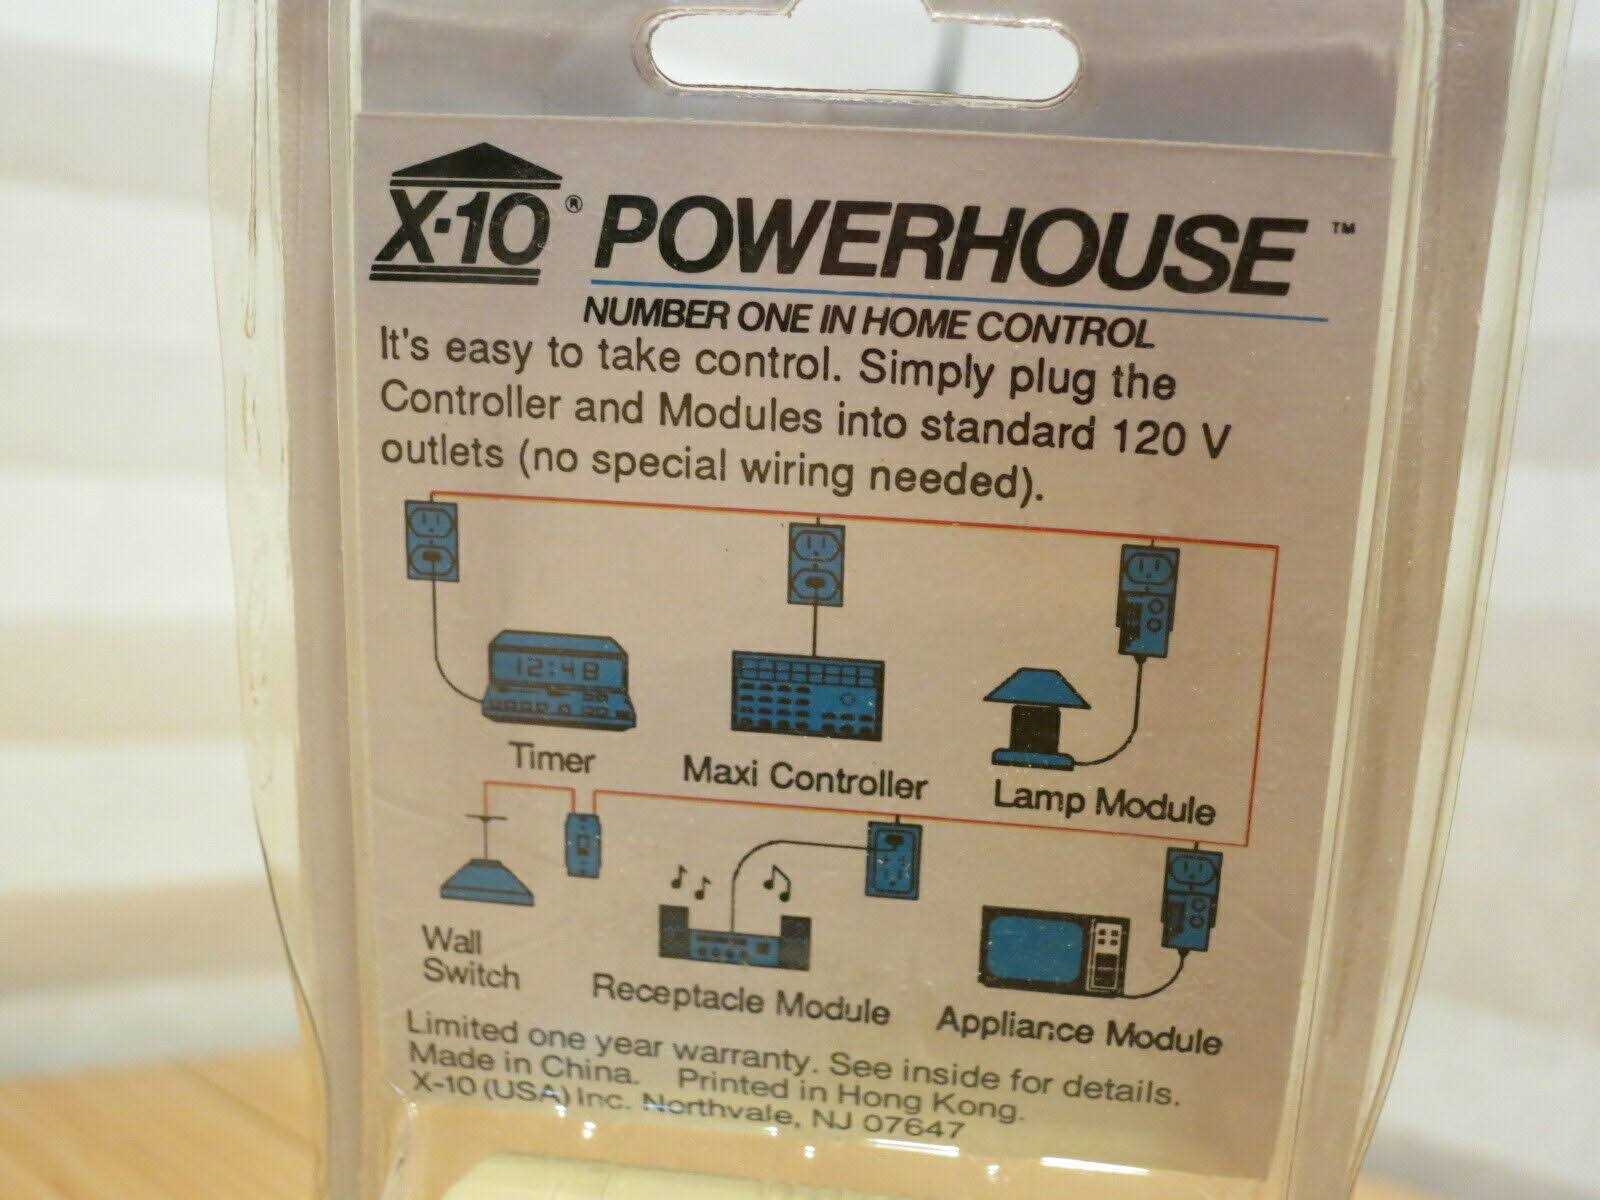 X-10® POWERHOUSE™
NUMBER ONE IN HOME CONTROL
It's easy to take control. Simply plug the
Controller and Modules into standard 120 V
outlets (no special wiring needed).
12:48
Timer
Maxi Controller
Lamp Module
Wall
Switch
Receptacle Module
Appliance Module
Limited one year warranty. See inside for details.
Made in China. Printed in Hong Kong.
X-10 (USA) Inc. Northvale, NJ 07647